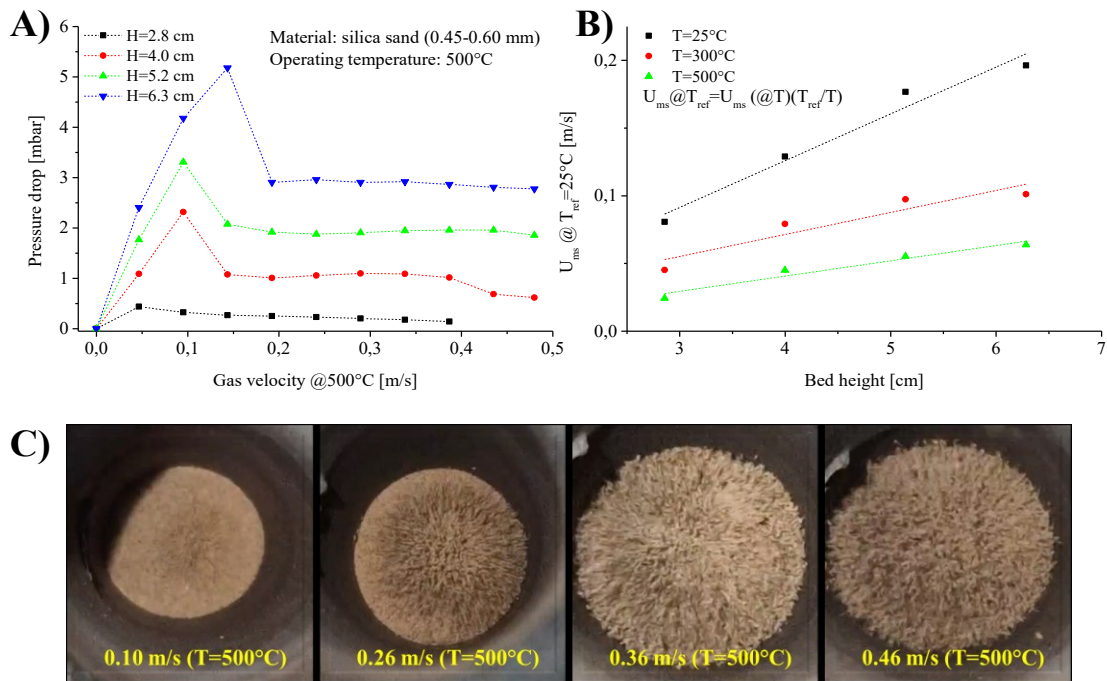 A)
H=2.8 cm
H=4.0 cm
H=5.2 cm
H=6.3 cm
Material: silica sand (0.45-0.60 mm)
Operating temperature: 500°C
Pressure drop [mbar]
6
5
4
3
2
1
0
0,0 0,1 0,2 0,3 0,4 0,5
Gas velocity @500°C [m/s]
B)
T=25°C
T=300°C
T=500°C
Ums@Tref=Ums (@T)(Tref/T)
Ums @ Tref=25°C [m/s]
0,2
0,1
0,0
3 4 5 6 7
Bed height [cm]
C)
0.10 m/s (T=500°C)
0.26 m/s (T=500°C)
0.36 m/s (T=500°C)
0.46 m/s (T=500°C)